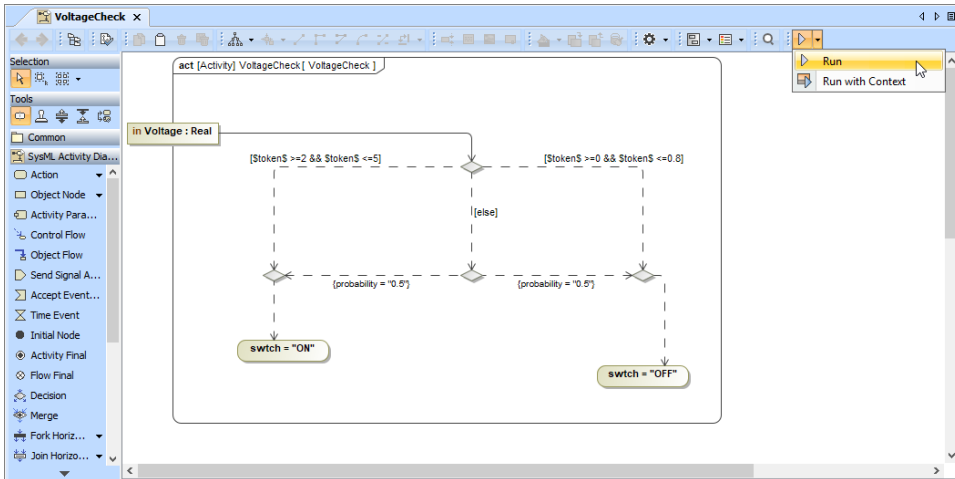 VoltageCheck
Selection
Tools
Common
SysML Activity Dia...
Action
Object Node
Activity Para...
Control Flow
Object Flow
Send Signal A...
Accept Event...
Time Event
Initial Node
Activity Final
Flow Final
Decision
Merge
Fork Horiz...
Join Horizo...
act [Activity] VoltageCheck[ VoltageCheck ]
Run
Run with Context
in Voltage : Real
[$token$ >=2 && $token$ <=5]
[$token$ >=0 && $token$ <=0.8]
[else]
{probability = "0.5"}
{probability = "0.5"}
swtch = "ON"
swtch = "OFF"